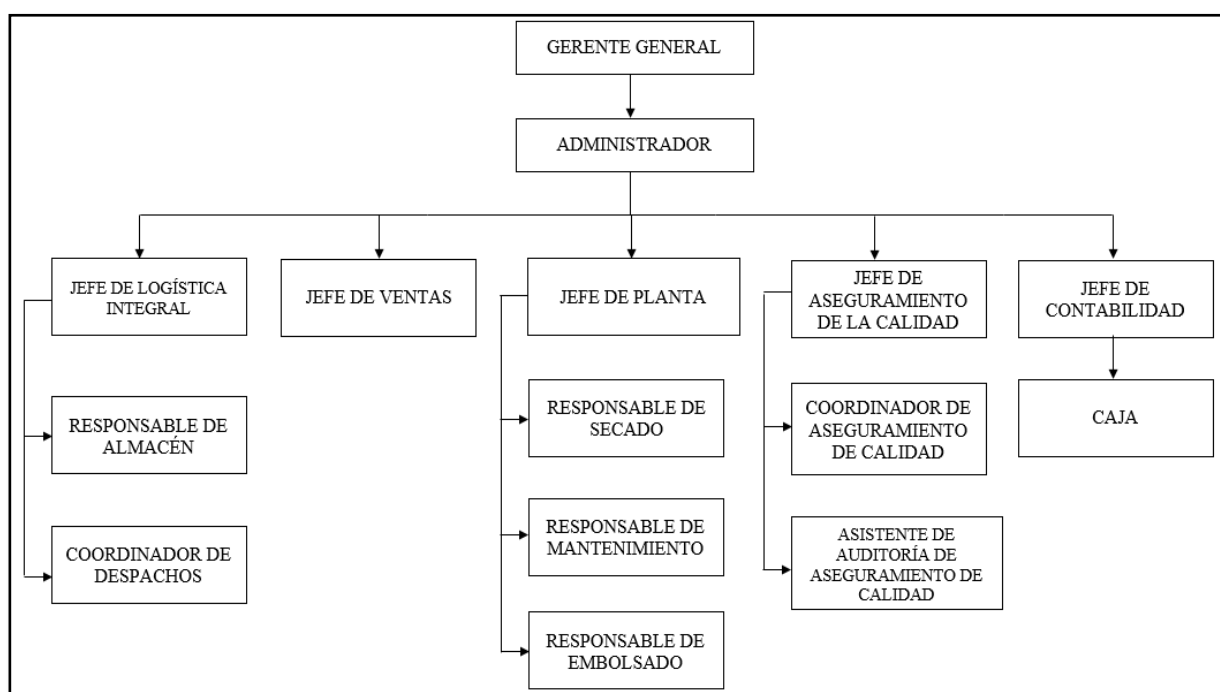 GERENTE GENERAL
ADMINISTRADOR
JEFE DE LOGÍSTICA
INTEGRAL
JEFE DE VENTAS
JEFE DE PLANTA
JEFE DE
ASEGURAMIENTO
DE LA CALIDAD
JEFE DE
CONTABILIDAD
RESPONSABLE DE
ALMACÉN
RESPONSABLE DE
SECADO
COORDINADOR DE
ASEGURAMIENTO
DE CALIDAD
CAJA
COORDINADOR DE
DESPACHOS
RESPONSABLE DE
MANTENIMIENTO
ASISTENTE DE
AUDITORÍA DE
ASEGURAMIENTO DE
CALIDAD
RESPONSABLE DE
EMBOLSADO